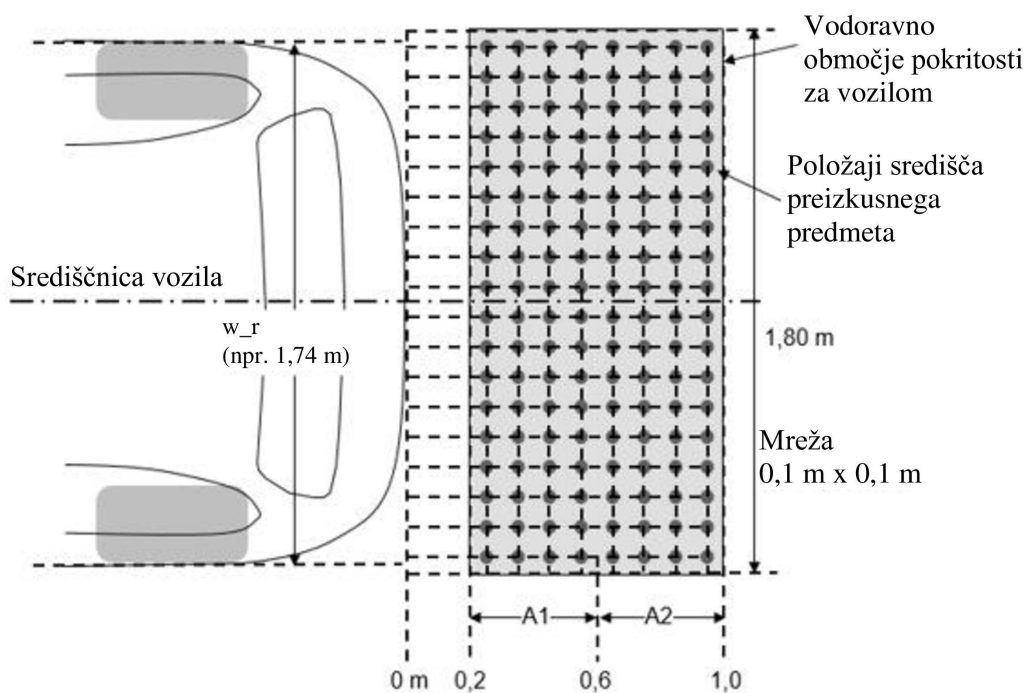 Vodoravno
območje pokritosti
za vozilom
Položaji središča
preizkusnega
predmeta
Središčnica vozila
w_r
(npr. 1,74 m)
1,80 m
Mreža
0,1 m x 0,1 m
A1
A2
0 m
0,2
0,6
1,0